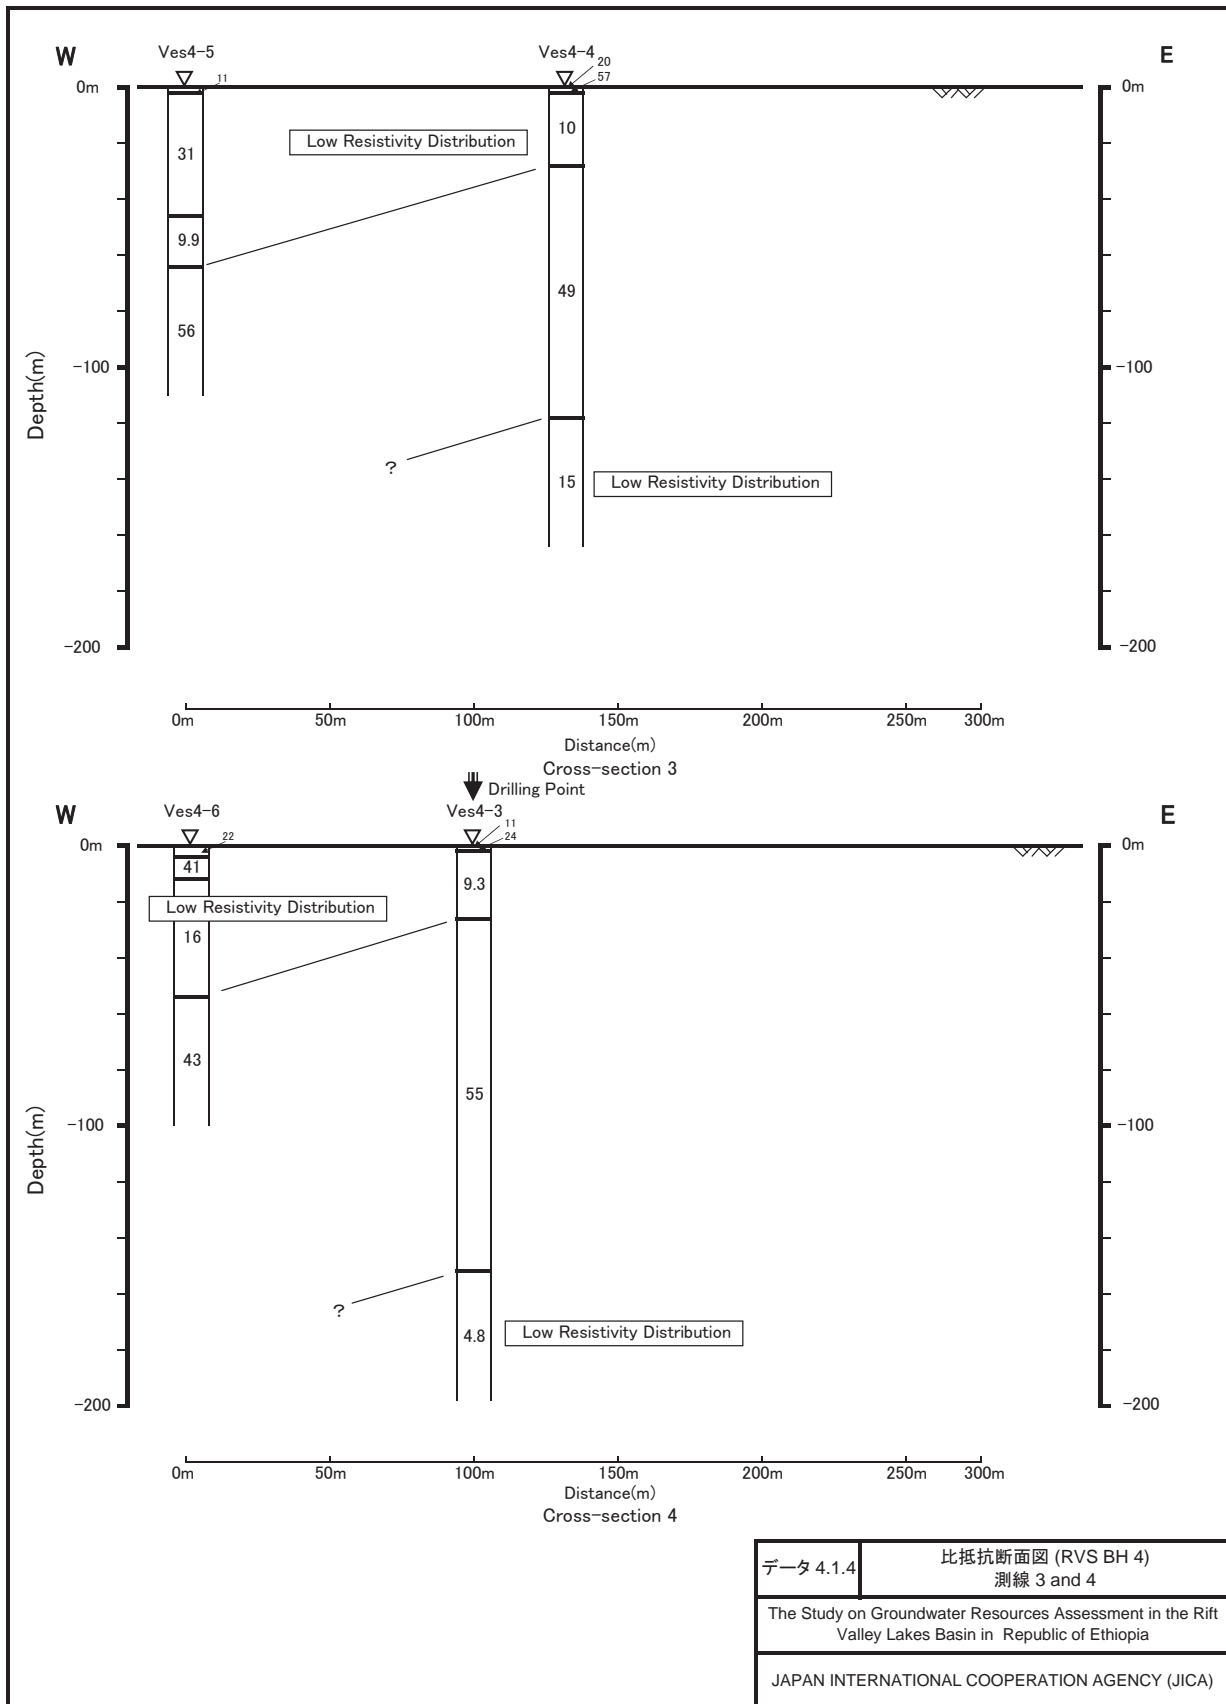 W
Ves4-5
Ves4-4
20
57
11
E
0m
0m
10
Low Resistivity Distribution
31
9.9
49
56
Depth(m)
-100
-100
?
15
Low Resistivity Distribution
-200
-200
0m 50m 100m 150m 200m 250m 300m
Distance(m)
Cross-section 3
Drilling Point
W
Ves4-6
Ves4-3
11
24
22
E
0m
0m
41
9.3
Low Resistivity Distribution
16
43
55
Depth(m)
-100
-100
?
4.8
Low Resistivity Distribution
-200
-200
0m 50m 100m 150m 200m 250m 300m
Distance(m)
Cross-section 4
データ 4.1.4
比抵抗断面図 (RVS BH 4)
測線 3 and 4
The Study on Groundwater Resources Assessment in the Rift
Valley Lakes Basin in Republic of Ethiopia
JAPAN INTERNATIONAL COOPERATION AGENCY (JICA)